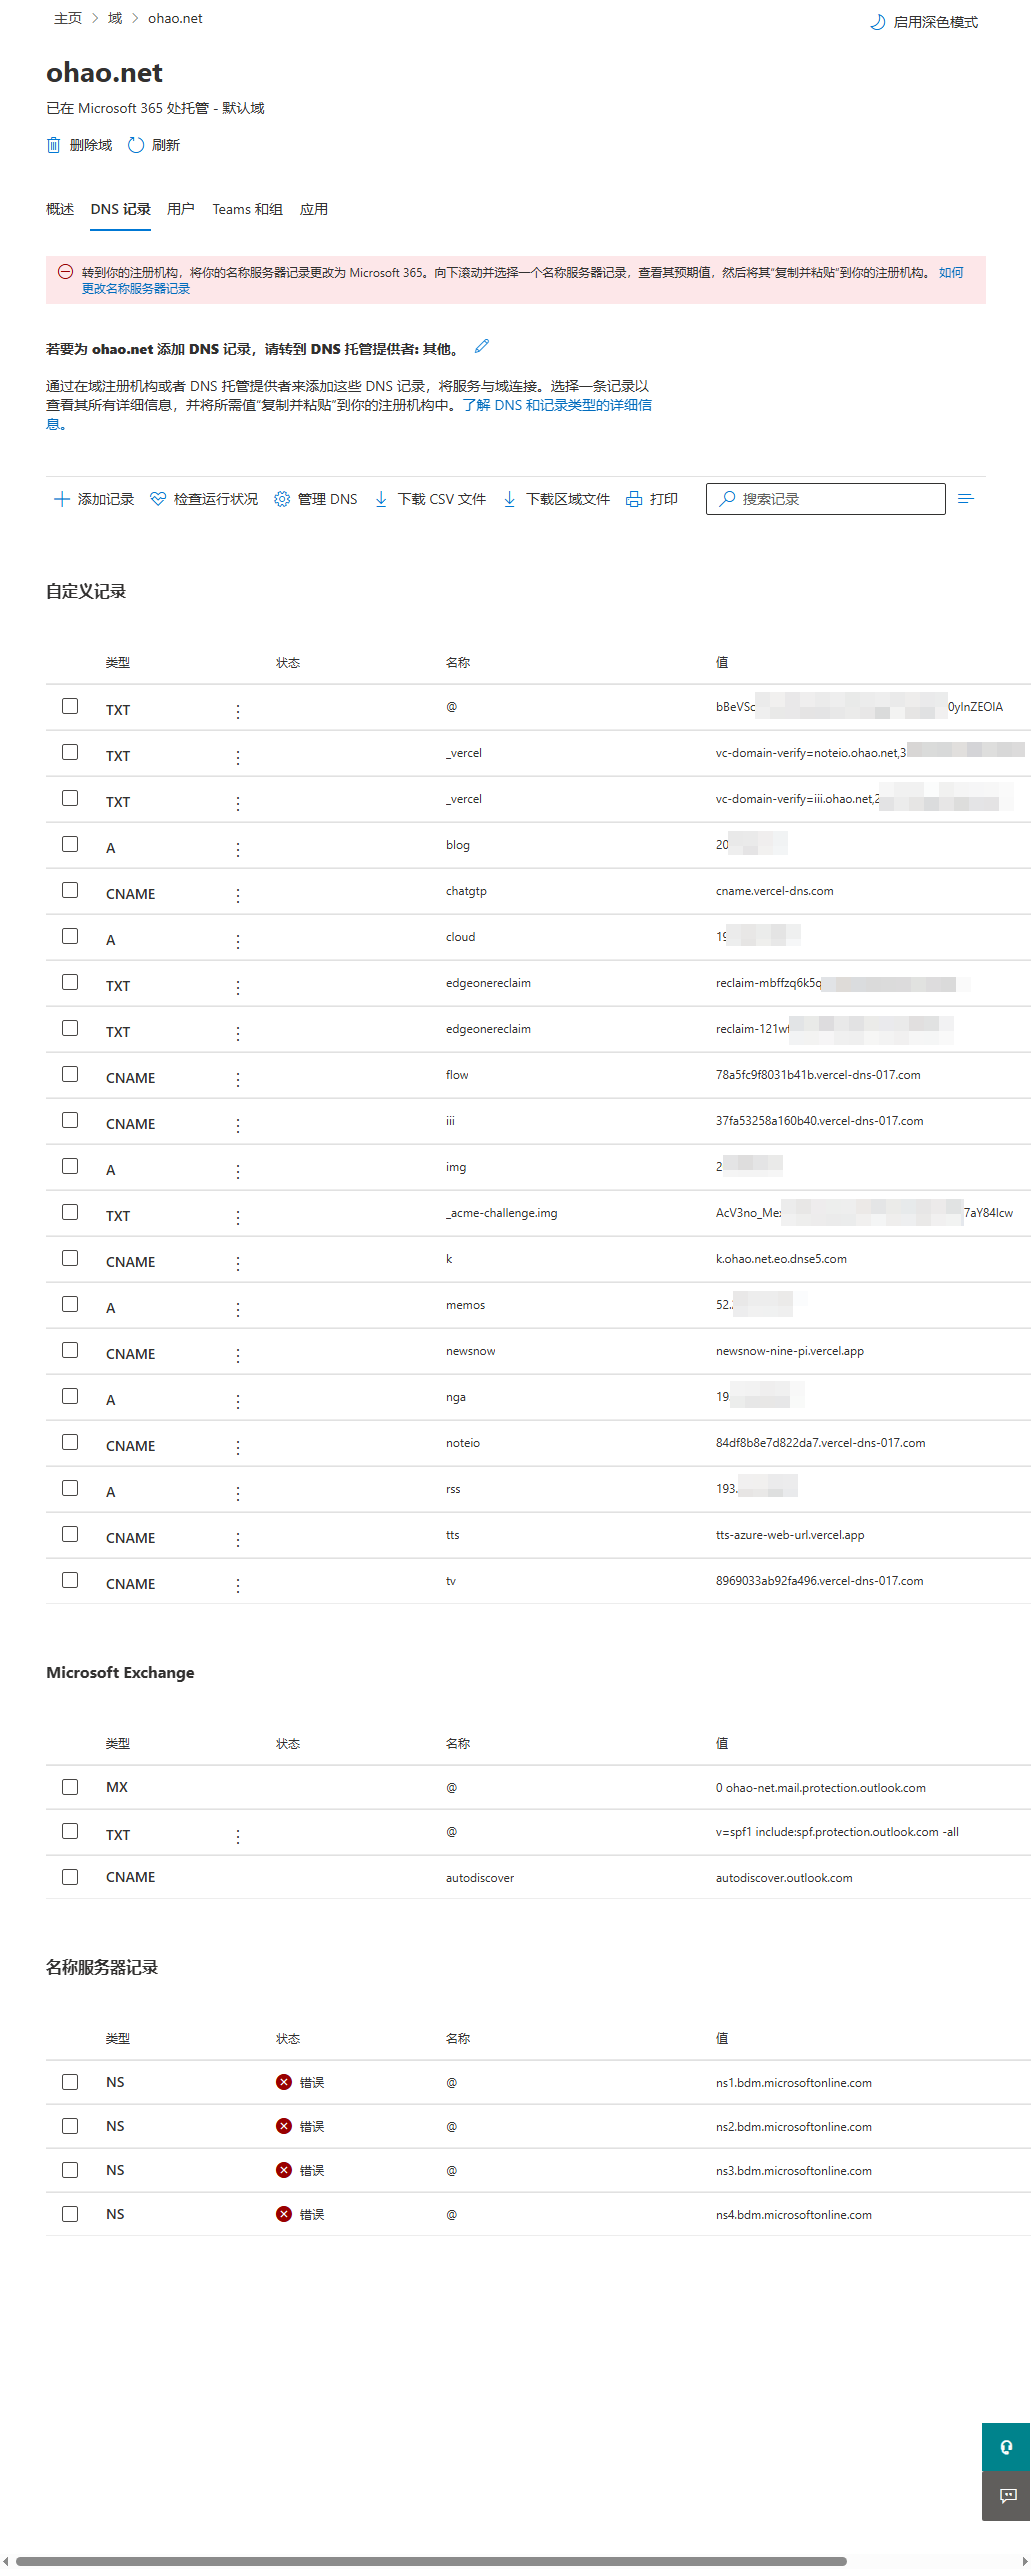 主页 > 域 > ohao.net
启用深色模式
ohao.net
已在 Microsoft 365 处托管 - 默认域
删除域 刷新
概述 DNS 记录 用户 Teams 和组 应用
转到你的注册机构，将你的名称服务器记录更改为 Microsoft 365。向下滚动并选择一个名称服务器记录，查看其预期值，然后将其“复制并粘贴”到你的注册机构。 如何
更改名称服务器记录
若要为 ohao.net 添加 DNS 记录，请转到 DNS 托管提供者: 其他。
通过在域注册机构或者 DNS 托管提供者来添加这些 DNS 记录，将服务与域连接。选择一条记录以
查看其所有详细信息，并将所需值“复制并粘贴”到你的注册机构中。了解 DNS 和记录类型的详细信
息。
添加记录 检查运行状况 管理 DNS 下载 CSV 文件 下载区域文件 打印 搜索记录
自定义记录
类型 状态 名称 值
TXT @ bBeVSc 0yInZEOIA
TXT _vercel vc-domain-verify=noteio.ohao.net,3
TXT _vercel vc-domain-verify=iii.ohao.net,2
A blog 20
CNAME chatgtp cname.vercel-dns.com
A cloud 19
TXT edgeonereclaim reclaim-mbffzq6k5q
TXT edgeonereclaim reclaim-121wf
CNAME flow 78a5fc9f8031b41b.vercel-dns-017.com
CNAME iii 37fa53258a160b40.vercel-dns-017.com
A img 2
TXT _acme-challenge.img AcV3no_Me 7aY84lcw
CNAME k k.ohao.net.eo.dnse5.com
A memos 52.
CNAME newsnow newsnow-nine-pi.vercel.app
A nga 19
CNAME noteio 84df8b8e7d822da7.vercel-dns-017.com
A rss 193.
CNAME tts tts-azure-web-url.vercel.app
CNAME tv 8969033ab92fa496.vercel-dns-017.com
Microsoft Exchange
类型 状态 名称 值
MX @ 0 ohao-net.mail.protection.outlook.com
TXT @ v=spf1 include:spf.protection.outlook.com -all
CNAME autodiscover autodiscover.outlook.com
名称服务器记录
类型 状态 名称 值
NS 错误 @ ns1.bdm.microsoftonline.com
NS 错误 @ ns2.bdm.microsoftonline.com
NS 错误 @ ns3.bdm.microsoftonline.com
NS 错误 @ ns4.bdm.microsoftonline.com